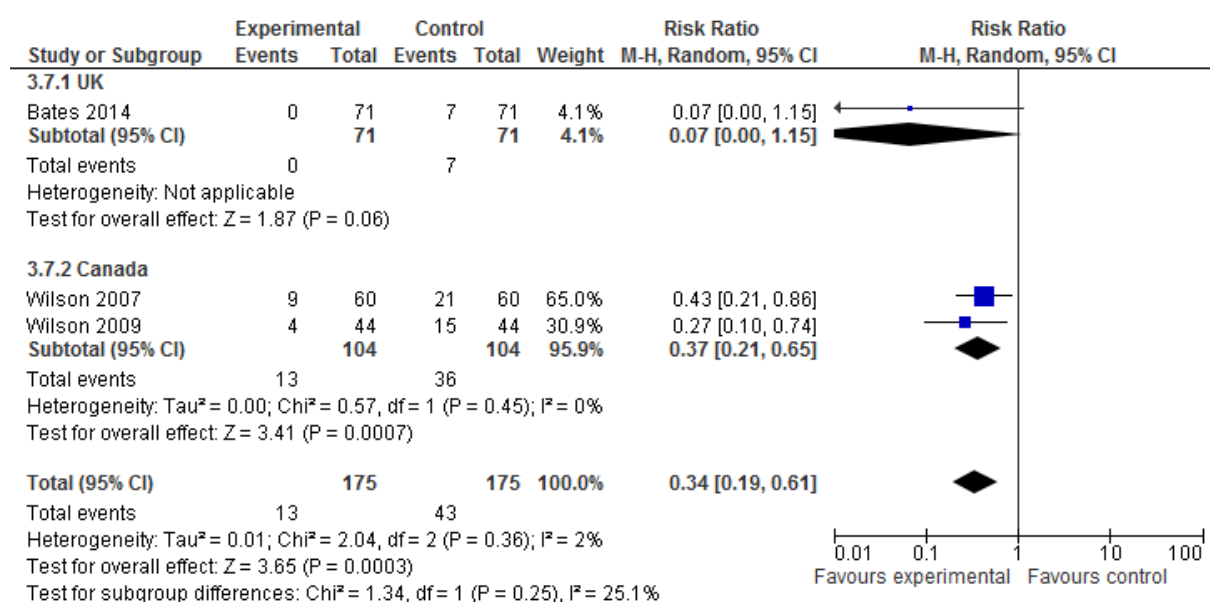 Experimental Control Risk Ratio Risk Ratio
Study or Subgroup Events Total Events Total Weight M-H, Random, 95% CI M-H, Random, 95% CI
3.7.1 UK
Bates 2014 0 71 7 71 4.1% 0.07 [0.00, 1.15]
Subtotal (95% CI) 71 71 4.1% 0.07 [0.00, 1.15]
Total events 0 7
Heterogeneity: Not applicable
Test for overall effect: Z = 1.87 (P = 0.06)
3.7.2 Canada
Wilson 2007 9 60 21 60 65.0% 0.43 [0.21, 0.86]
Wilson 2009 4 44 15 44 30.9% 0.27 [0.10, 0.74]
Subtotal (95% CI) 104 104 95.9% 0.37 [0.21, 0.65]
Total events 13 36
Heterogeneity: Tau² = 0.00; Chi² = 0.57, df = 1 (P = 0.45); I² = 0%
Test for overall effect: Z = 3.41 (P = 0.0007)
Total (95% CI) 175 175 100.0% 0.34 [0.19, 0.61]
Total events 13 43
Heterogeneity: Tau² = 0.01; Chi² = 2.04, df = 2 (P = 0.36); I² = 2%
Test for overall effect: Z = 3.65 (P = 0.0003)
Test for subgroup differences: Chi² = 1.34, df = 1 (P = 0.25), I² = 25.1%
0.01 0.1 1 10 100
Favours experimental Favours control